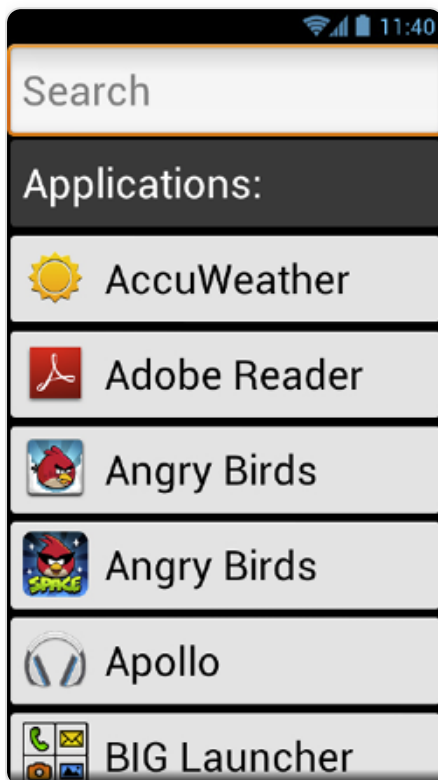 11:40
Search
Applications:
AccuWeather
Adobe Reader
Angry Birds
Angry Birds
SPACE
Apollo
BIG Launcher